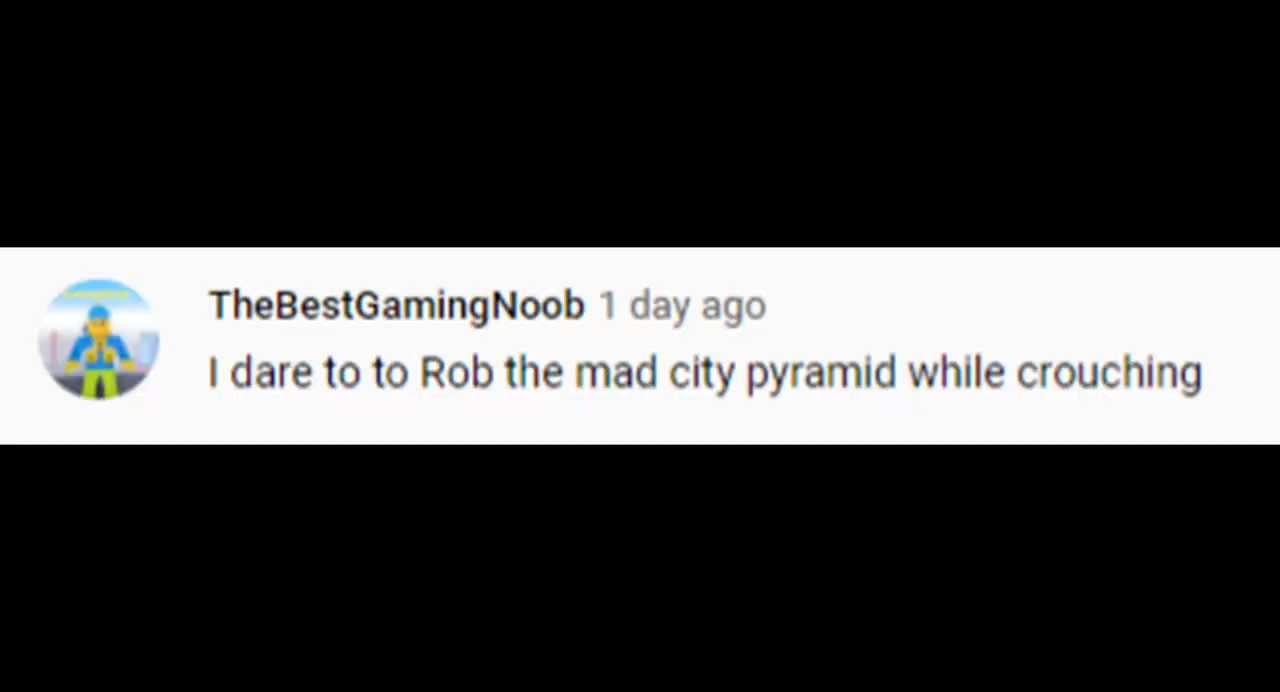 TheBestGamingNoob 1 day ago
I dare to to Rob the mad city pyramid while crouching